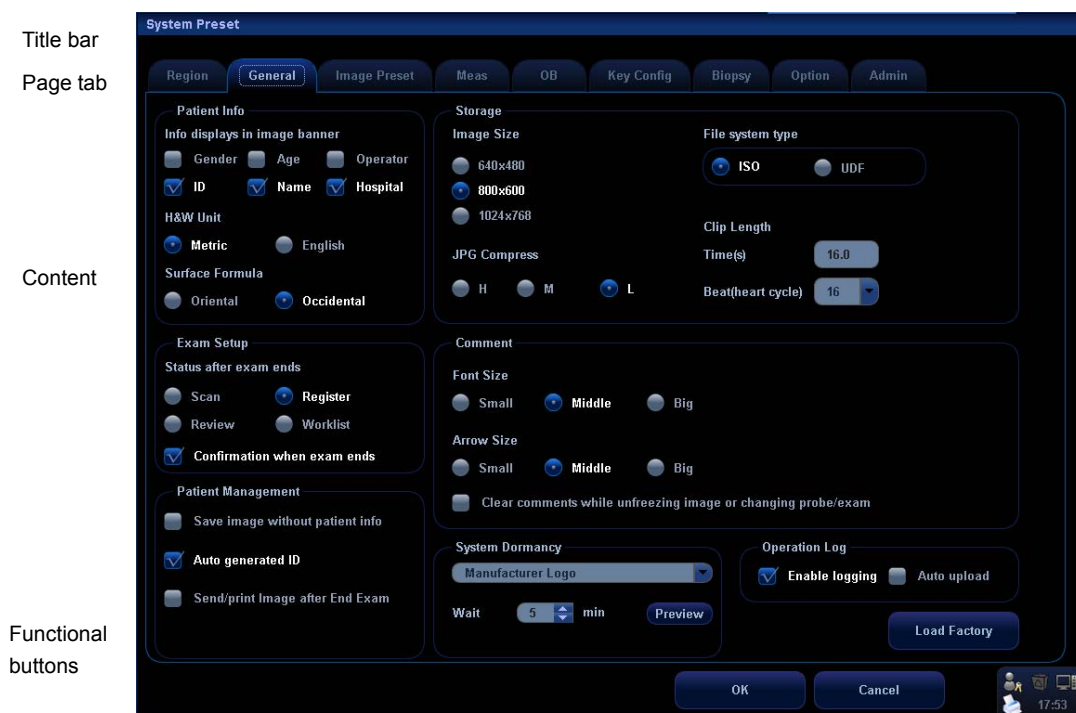 System Preset
Title bar
Page tab
Region General Image Preset Meas OB Key Config Biopsy Option Admin
Patient Info
Info displays in image banner
Gender Age Operator
ID Name Hospital
H&W Unit
Metric English
Surface Formula
Oriental Occidental
Storage
Image Size
640x480
800x600
1024x768
JPG Compress
H M L
File system type
ISO UDF
Clip Length
Time(s) 16.0
Beat(heart cycle) 16
Content
Exam Setup
Status after exam ends
Scan Register
Review Worklist
Confirmation when exam ends
Comment
Font Size
Small Middle Big
Arrow Size
Small Middle Big
Clear comments while unfreezing image or changing probe/exam
Patient Management
Save image without patient info
Auto generated ID
Send/print Image after End Exam
System Dormancy
Manufacturer Logo
Wait 5 min Preview
Operation Log
Enable logging Auto upload
Load Factory
Functional
buttons
OK Cancel
17:53